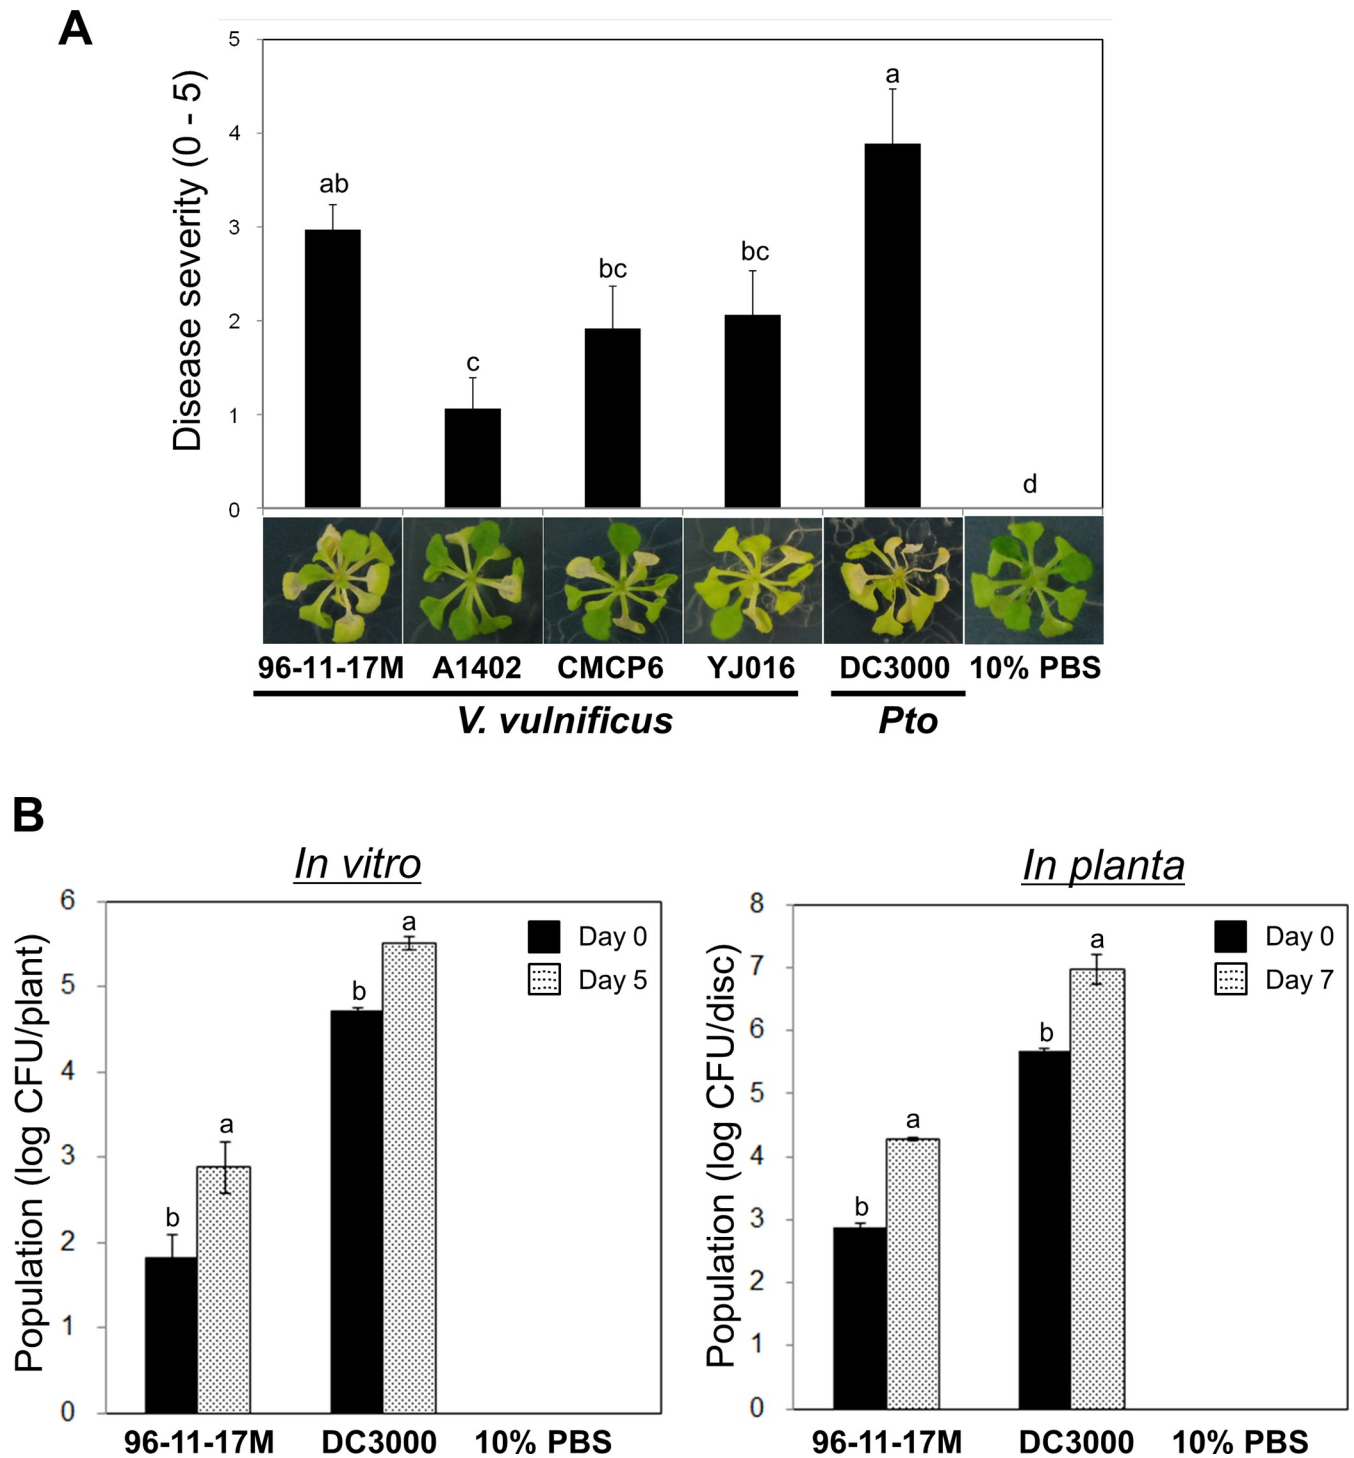 A
Disease severity (0 - 5)
5
4
3
2
1
0
ab
c
bc
bc
a
d
96-11-17M A1402 CMCP6 YJ016 DC3000 10% PBS
V. vulnificus Pto
B
In vitro
Population (log CFU/plant)
6
5
4
3
2
1
0
b
a
b
a
Day 0
Day 5
96-11-17M DC3000 10% PBS
In planta
Population (log CFU/disc)
8
7
6
5
4
3
2
1
0
b
a
b
a
Day 0
Day 7
96-11-17M DC3000 10% PBS